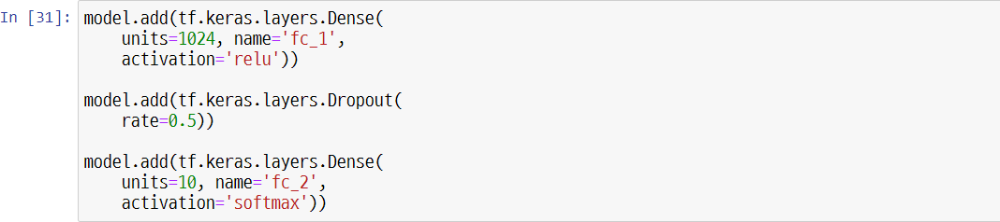 In [31]: model.add(tf.keras.layers.Dense(
    units=1024, name='fc_1',
    activation='relu'))
model.add(tf.keras.layers.Dropout(
    rate=0.5))
model.add(tf.keras.layers.Dense(
    units=10, name='fc_2',
    activation='softmax'))